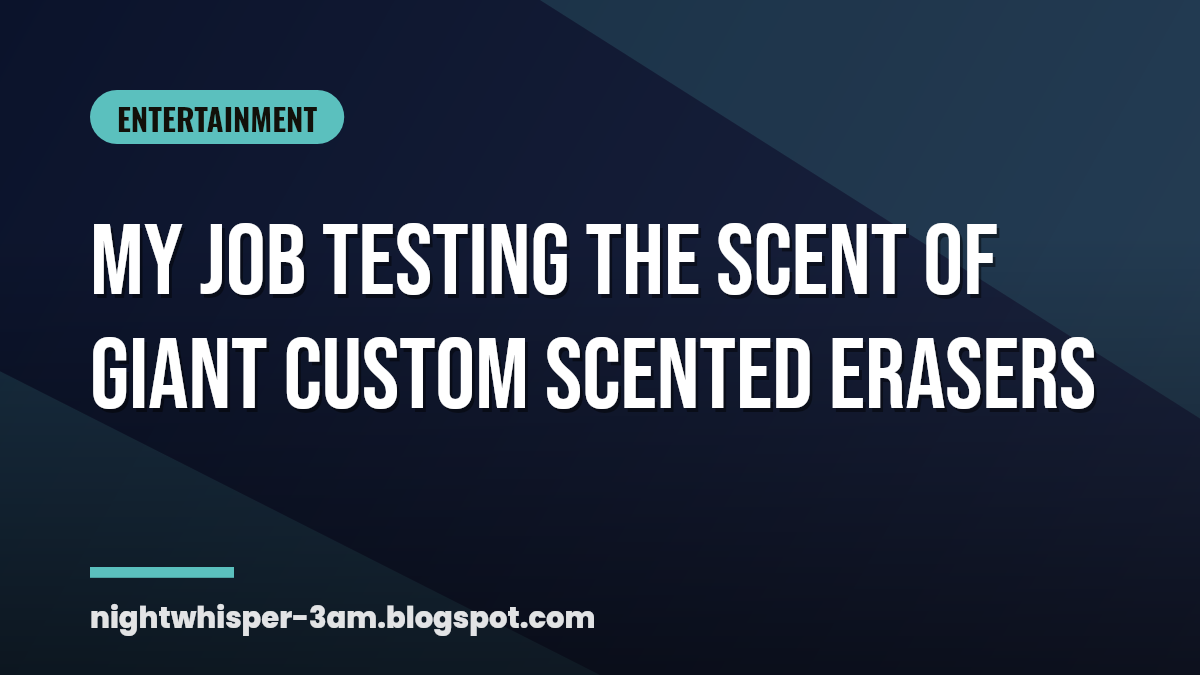 ENTERTAINMENT
MY JOB TESTING THE SCENT OF
GIANT CUSTOM SCENTED ERASERS
nightwhisper-3am.blogspot.com